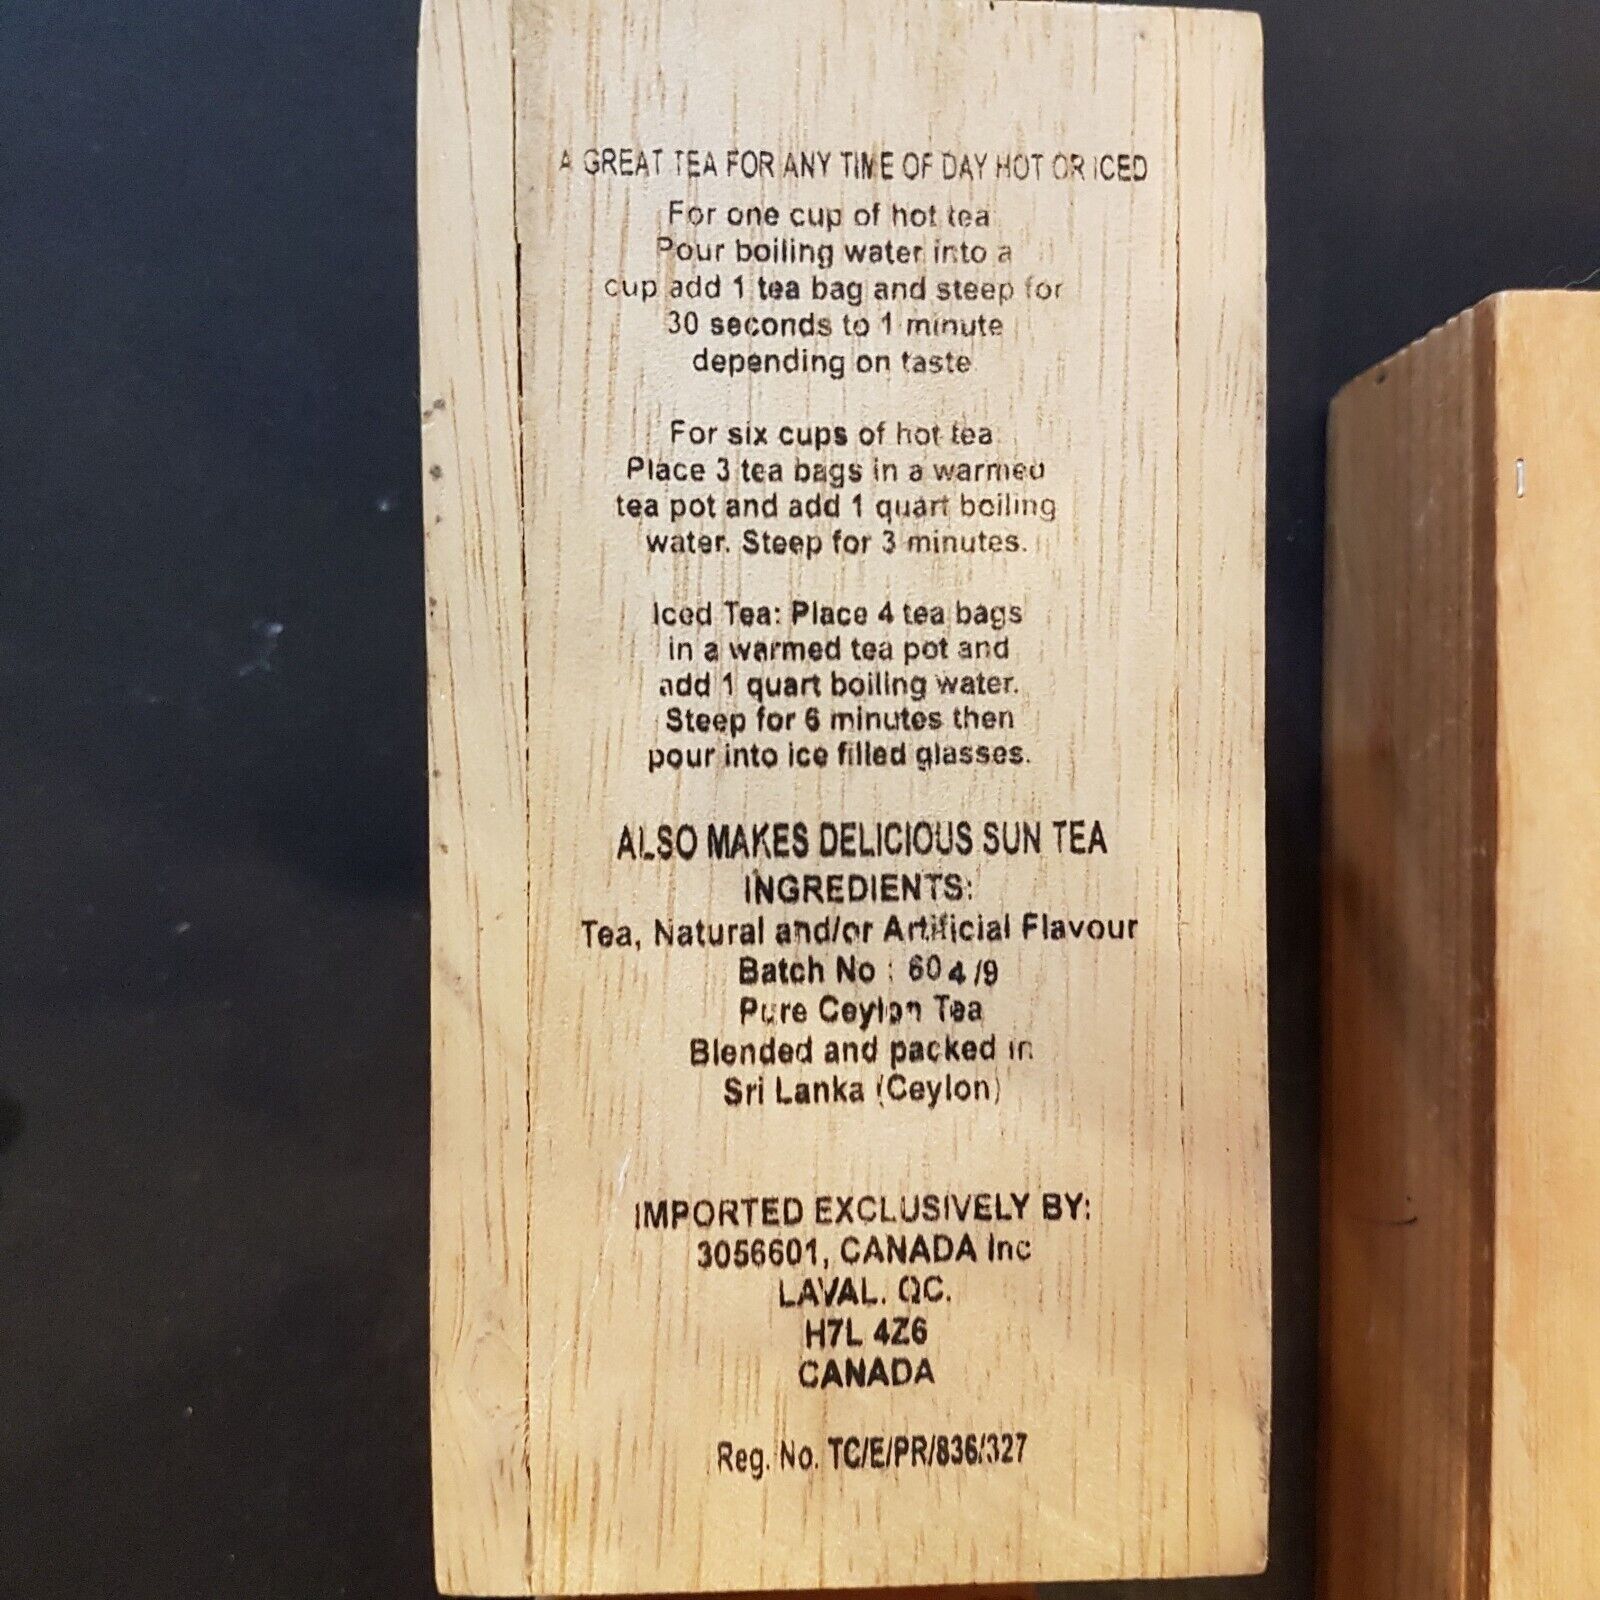 A GREAT TEA FOR ANY TIME OF DAY HOT OR ICED
For one cup of hot tea
Pour boiling water into a
cup add 1 tea bag and steep for
30 seconds to 1 minute
depending on taste
For six cups of hot tea
Place 3 tea bags in a warmed
tea pot and add 1 quart boiling
water. Steep for 3 minutes.
Iced Tea: Place 4 tea bags
in a warmed tea pot and
add 1 quart boiling water.
Steep for 6 minutes then
pour into ice filled glasses.
ALSO MAKES DELICIOUS SUN TEA
INGREDIENTS:
Tea, Natural and/or Artificial Flavour
Batch No : 604/9
Pure Ceylon Tea
Blended and packed in
Sri Lanka (Ceylon)
IMPORTED EXCLUSIVELY BY:
3056601, CANADA Inc
LAVAL. QC.
H7L 4Z6
CANADA
Reg. No. TC/E/PR/836/327